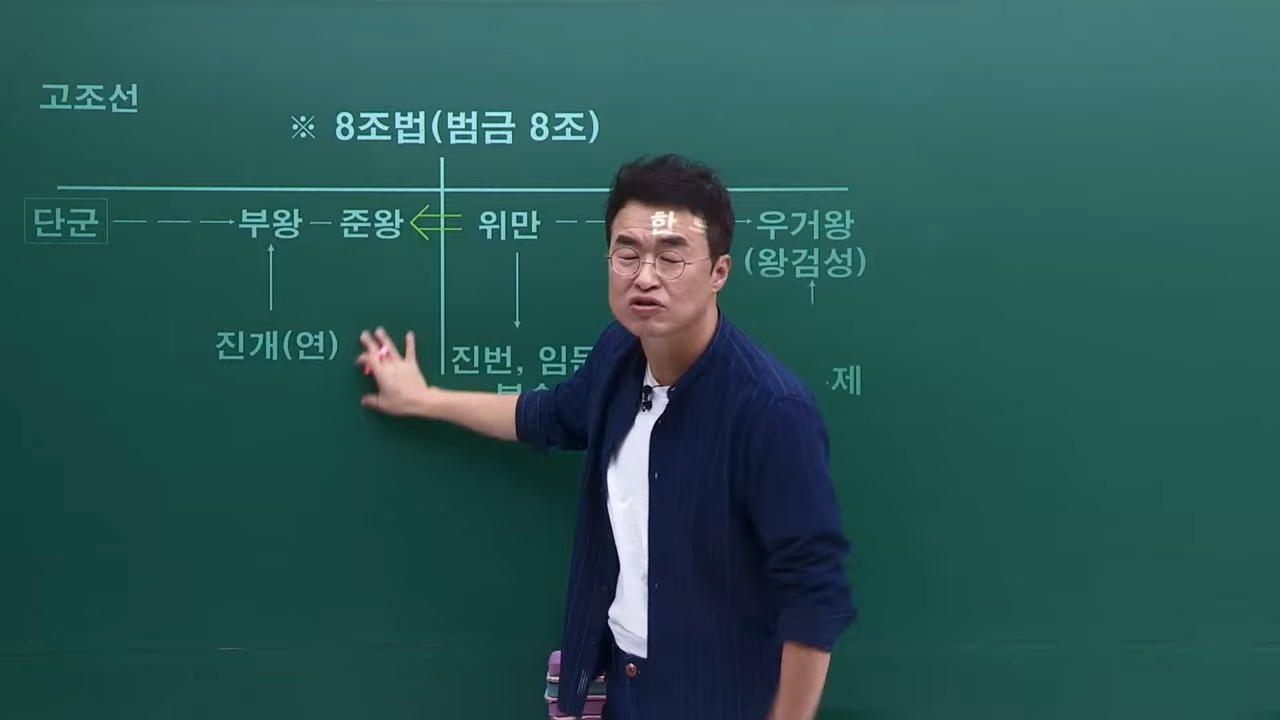 고조선
※ 8조법(범금 8조)
단군 부왕 준왕 위만 한 우거왕
(왕검성)
진개(연)
진번, 임둔
제